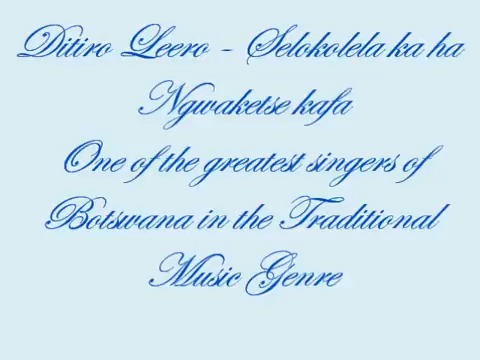 Ditiro Leero - Selokolela ka ha
Ngwaketse kafa
One of the greatest singers of
Botswana in the Traditional
Music Genre